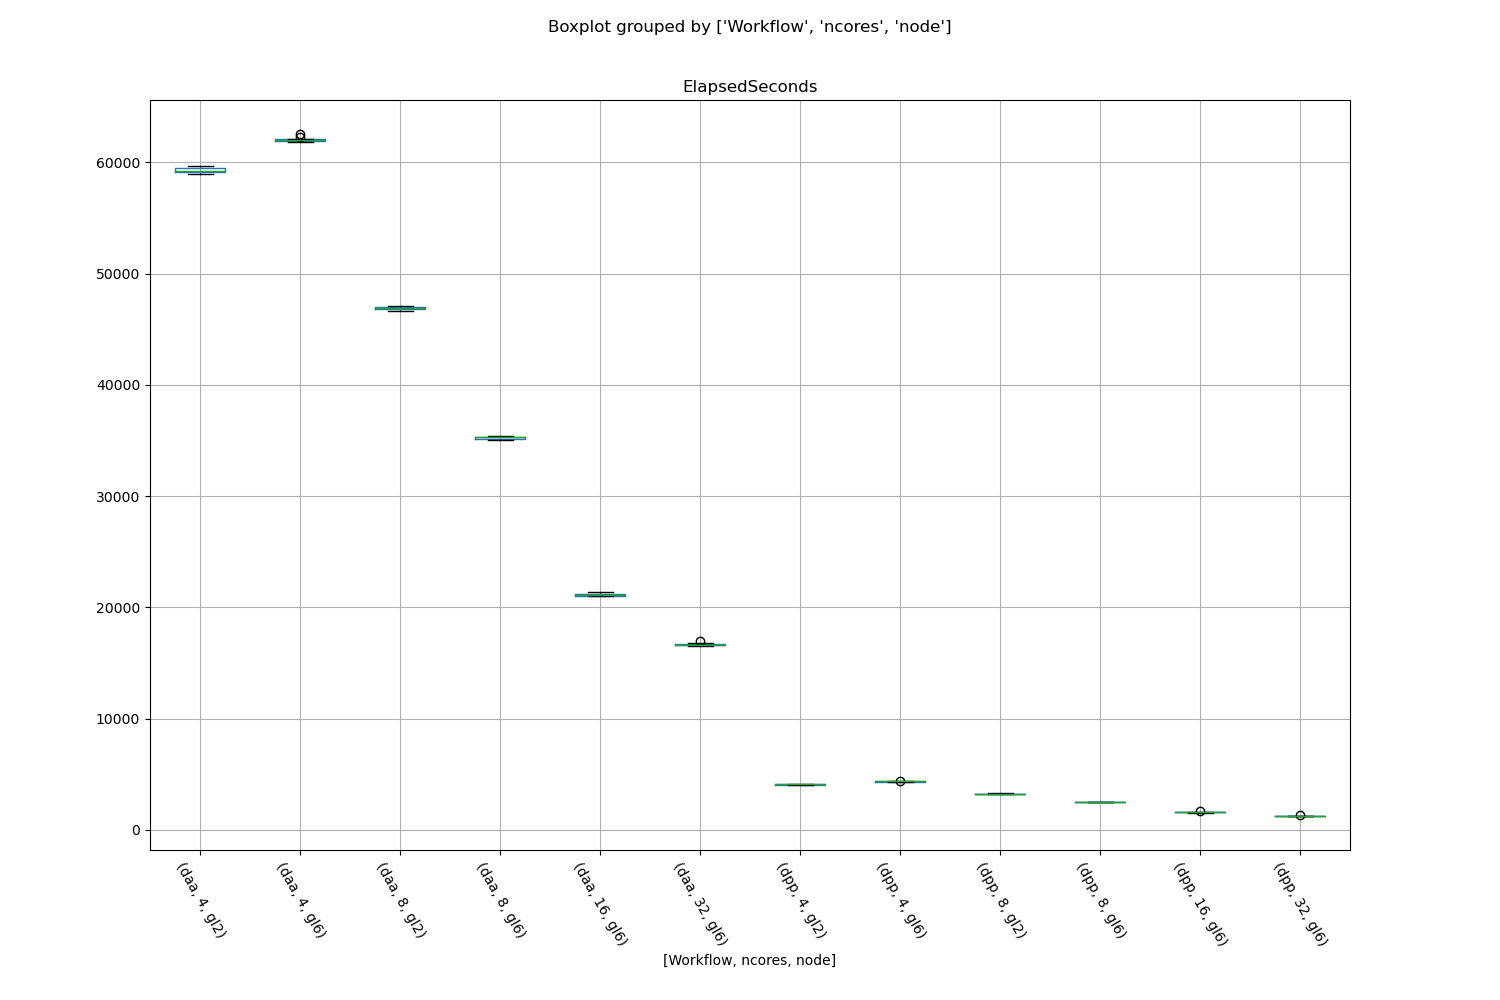 Boxplot grouped by ['Workflow', 'ncores', 'node']
ElapsedSeconds
60000
50000
40000
30000
20000
10000
0
(daa, 4, gl2)
(daa, 4, gl6)
(daa, 8, gl2)
(daa, 8, gl6)
(daa, 16, gl6)
(daa, 32, gl6)
(dpp, 4, gl2)
(dpp, 4, gl6)
(dpp, 8, gl2)
(dpp, 8, gl6)
(dpp, 16, gl6)
(dpp, 32, gl6)
[Workflow, ncores, node]